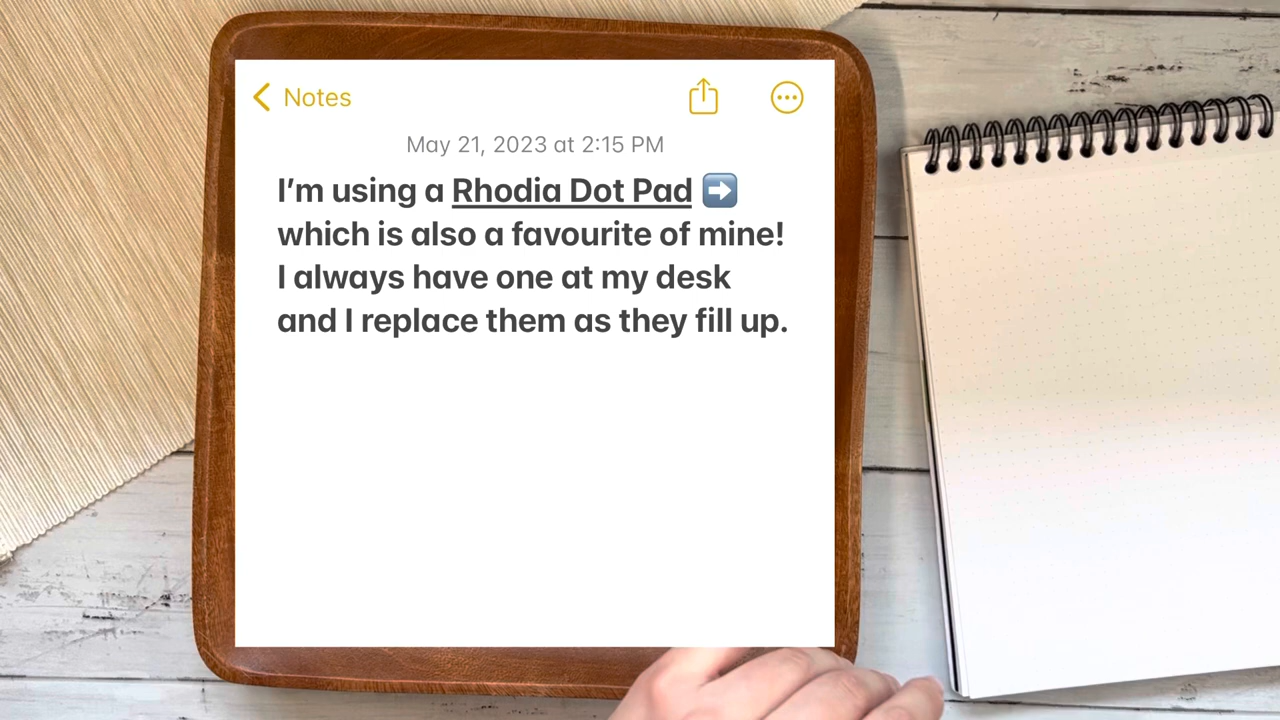 Notes
May 21, 2023 at 2:15 PM
I'm using a Rhodia Dot Pad ➡️
which is also a favourite of mine!
I always have one at my desk
and I replace them as they fill up.